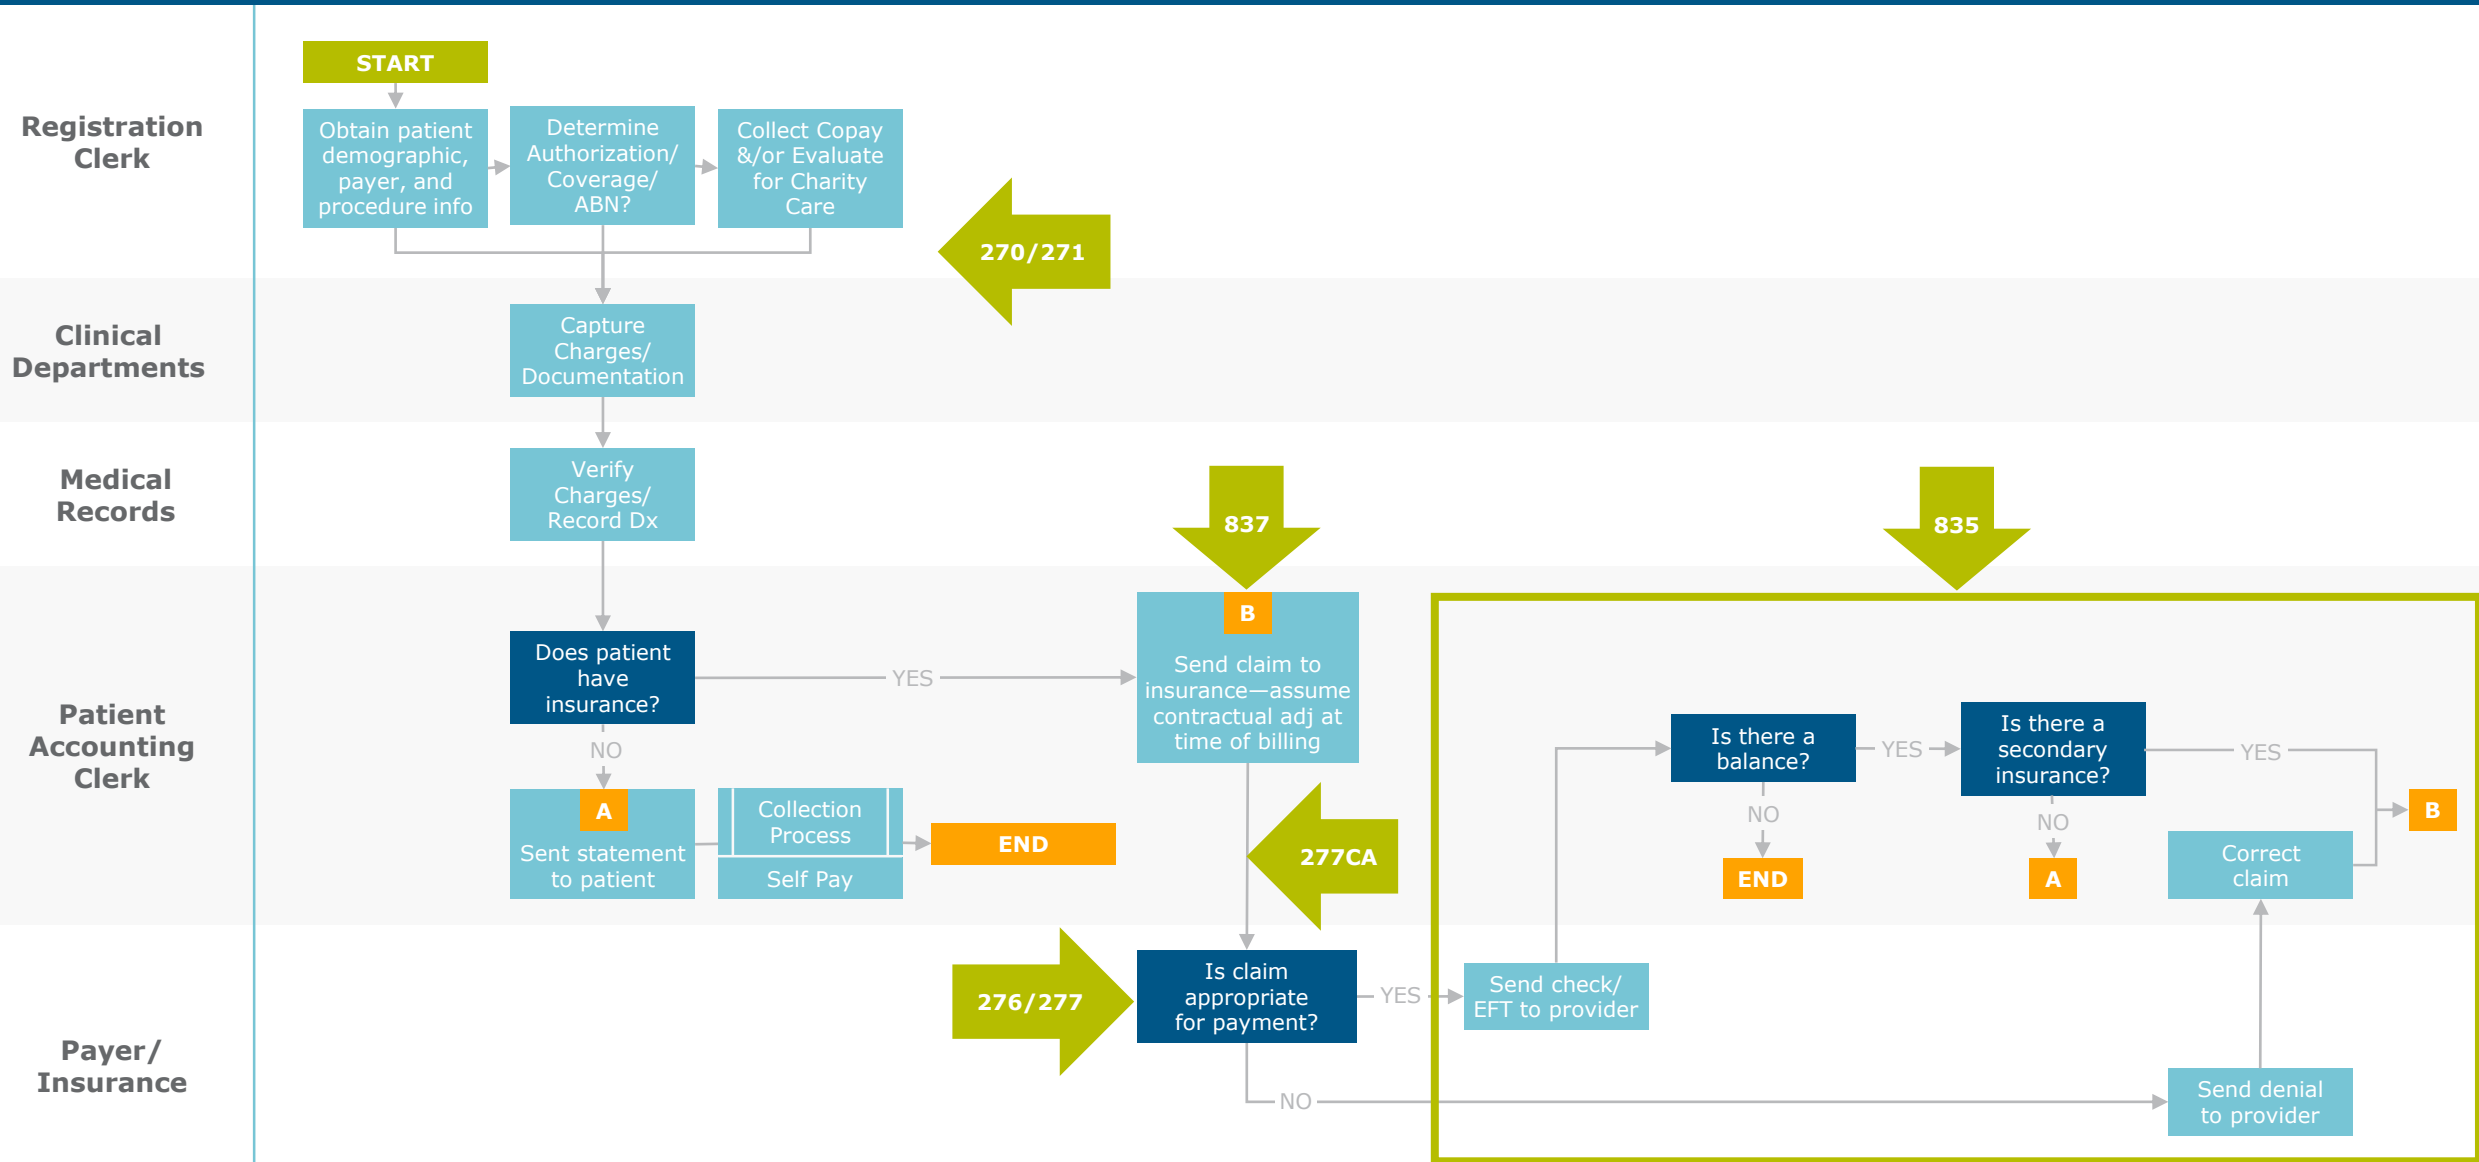 START
Registration
Clerk
Obtain patient
demographic,
payer, and
procedure info
Determine
Authorization/
Coverage/
ABN?
Collect Copay
&/or Evaluate
for Charity
Care
270/271
Clinical
Departments
Capture
Charges/
Documentation
Medical
Records
Verify
Charges/
Record Dx
837
835
Patient
Accounting
Clerk
Does patient
have
insurance?
YES
NO
B
Send claim to
insurance—assume
contractual adj at
time of billing
A
Sent statement
to patient
Collection
Process
Self Pay
END
277CA
Is there a
balance?
YES
NO
END
Is there a
secondary
insurance?
YES
NO
A
B
Correct
claim
Payer/
Insurance
276/277
Is claim
appropriate
for payment?
YES
NO
Send check/
EFT to provider
Send denial
to provider